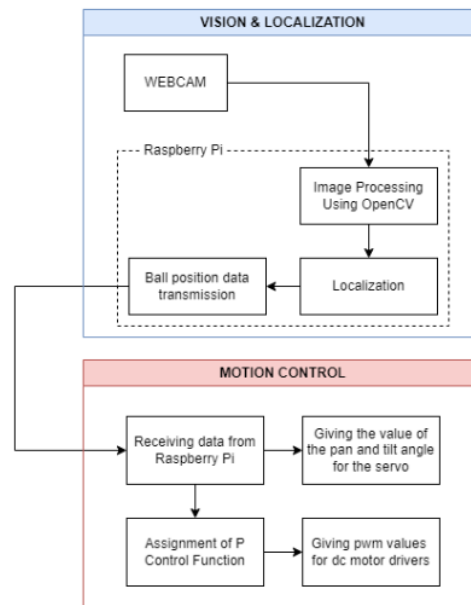 VISION & LOCALIZATION
WEBCAM
Raspberry Pi
Image Processing
Using OpenCV
Ball position data
transmission
Localization
MOTION CONTROL
Receiving data from
Raspberry Pi
Giving the value of
the pan and tilt angle
for the servo
Assignment of P
Control Function
Giving pwm values
for dc motor drivers